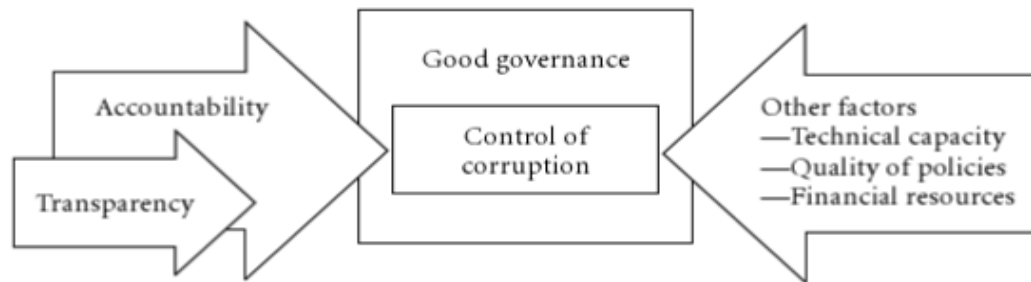 Accountability
Transparency
Good governance
Control of
corruption
Other factors
—Technical capacity
—Quality of policies
—Financial resources